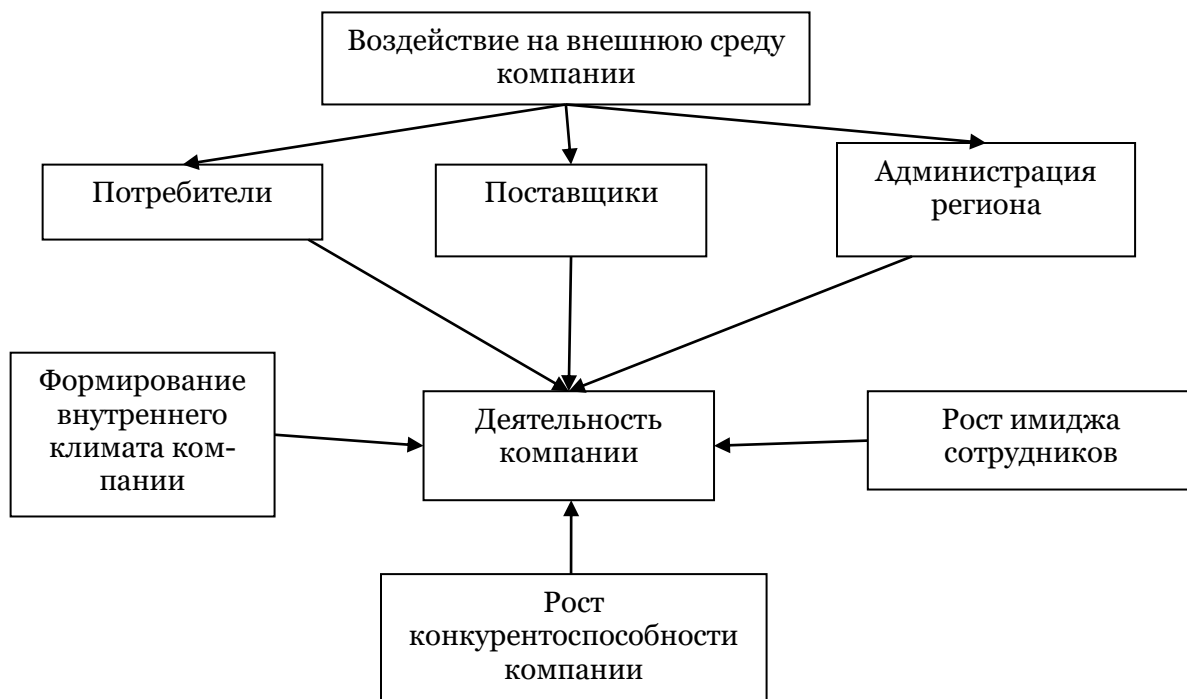 Воздействие на внешнюю среду
компании
Потребители
Поставщики
Администрация
региона
Формирование
внутреннего
климата ком-
пании
Деятельность
компании
Рост имиджа
сотрудников
Рост
конкурентоспособности
компании